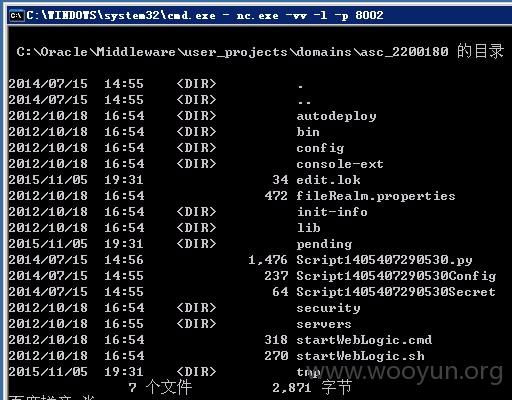 C:\WINDOWS\system32\cmd.exe - nc.exe -vv -l -p 8002
C:\Oracle\Middleware\user_projects\domains\asc_2200180 的目录
2014/07/15 14:55 <DIR> .
2014/07/15 14:55 <DIR> ..
2012/10/18 16:54 <DIR> autodeploy
2012/10/18 16:54 <DIR> bin
2012/10/18 16:54 <DIR> config
2012/10/18 16:54 <DIR> console-ext
2015/11/05 19:31 34 edit.lok
2012/10/18 16:54 472 fileRealm.properties
2012/10/18 16:54 <DIR> init-info
2012/10/18 16:54 <DIR> lib
2015/11/05 19:31 <DIR> pending
2014/07/15 14:56 1,476 Script1405407290530.py
2014/07/15 14:55 237 Script1405407290530Config
2014/07/15 14:55 64 Script1405407290530Secret
2012/10/18 16:54 <DIR> security
2012/10/18 16:55 <DIR> servers
2012/10/18 16:54 318 startWebLogic.cmd
2012/10/18 16:54 270 startWebLogic.sh
2015/11/05 19:31 <DIR> tmp
www.wooyun.org
7 个文件 2,871 字节